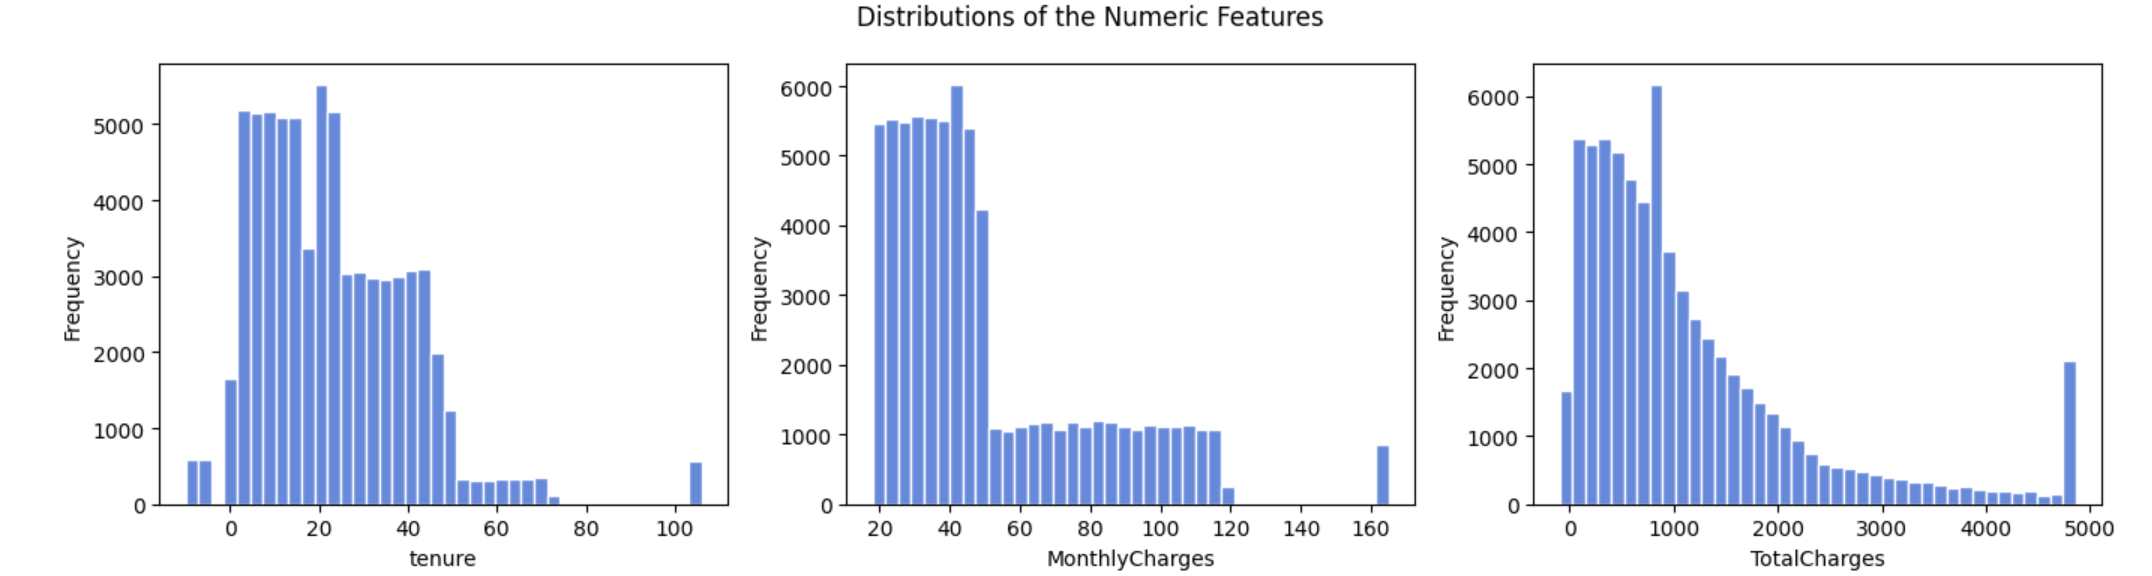 Distributions of the Numeric Features
Frequency
5000
4000
3000
2000
1000
0
0 20 40 60 80 100
tenure
Frequency
6000
5000
4000
3000
2000
1000
0
20 40 60 80 100 120 140 160
MonthlyCharges
Frequency
6000
5000
4000
3000
2000
1000
0
0 1000 2000 3000 4000 5000
TotalCharges